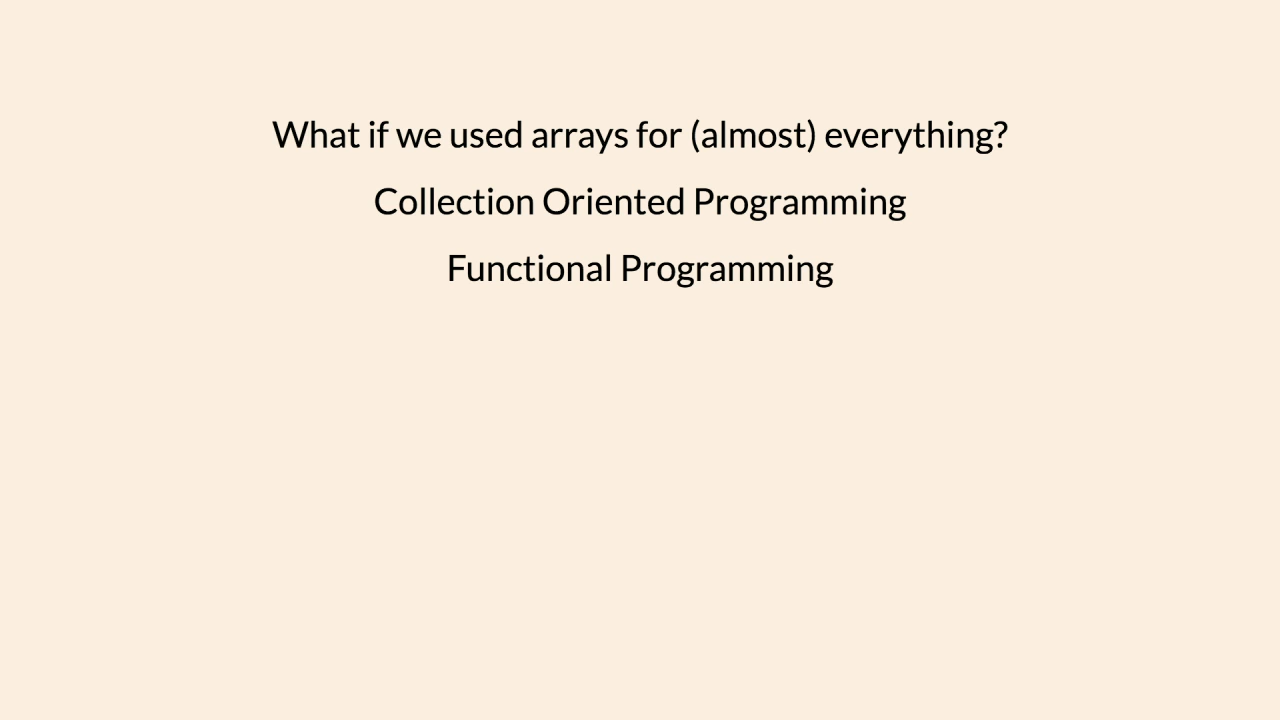 What if we used arrays for (almost) everything?
Collection Oriented Programming
Functional Programming